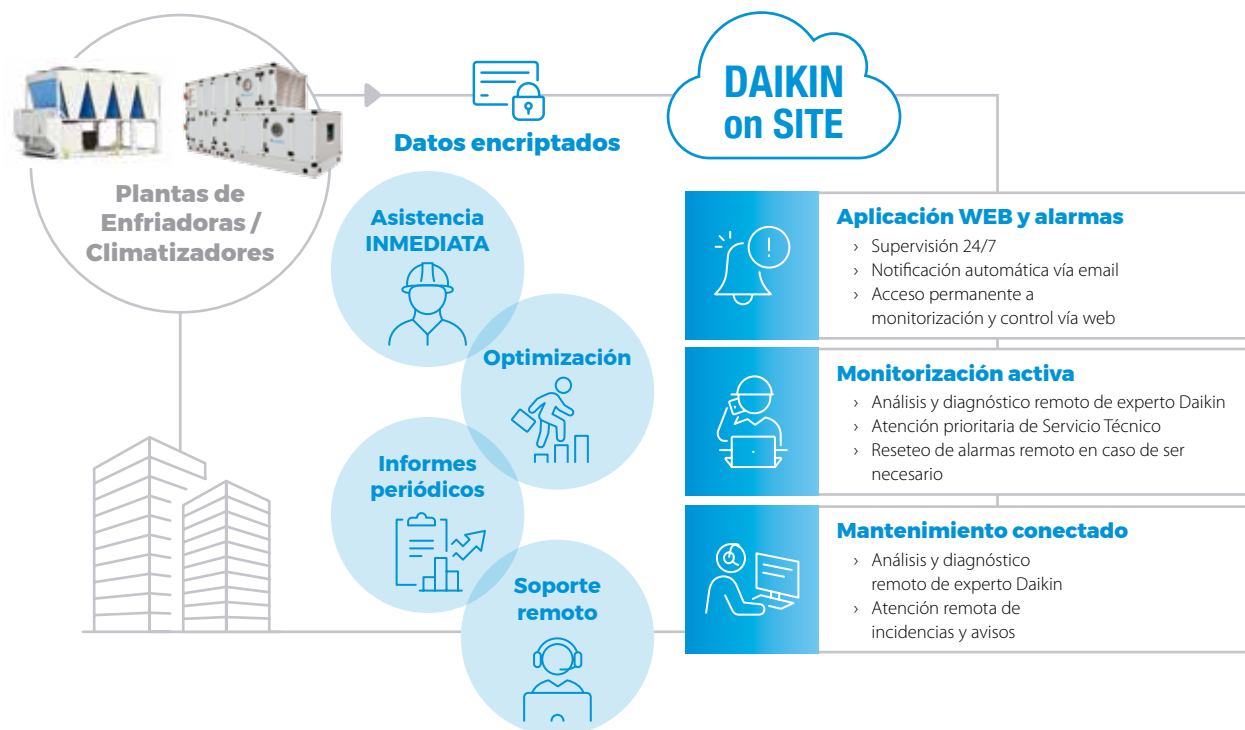 DAIKIN
on SITE
Datos encriptados
Plantas de
Enfriadoras /
Climatizadores
Asistencia
INMEDIATA
Optimización
Informes
periódicos
Soporte
remoto
Aplicación WEB y alarmas
› Supervisión 24/7
› Notificación automática vía email
› Acceso permanente a
monitorización y control vía web
Monitorización activa
› Análisis y diagnóstico remoto de experto Daikin
› Atención prioritaria de Servicio Técnico
› Reseteo de alarmas remoto en caso de ser
necesario
Mantenimiento conectado
› Análisis y diagnóstico
remoto de experto Daikin
› Atención remota de
incidencias y avisos